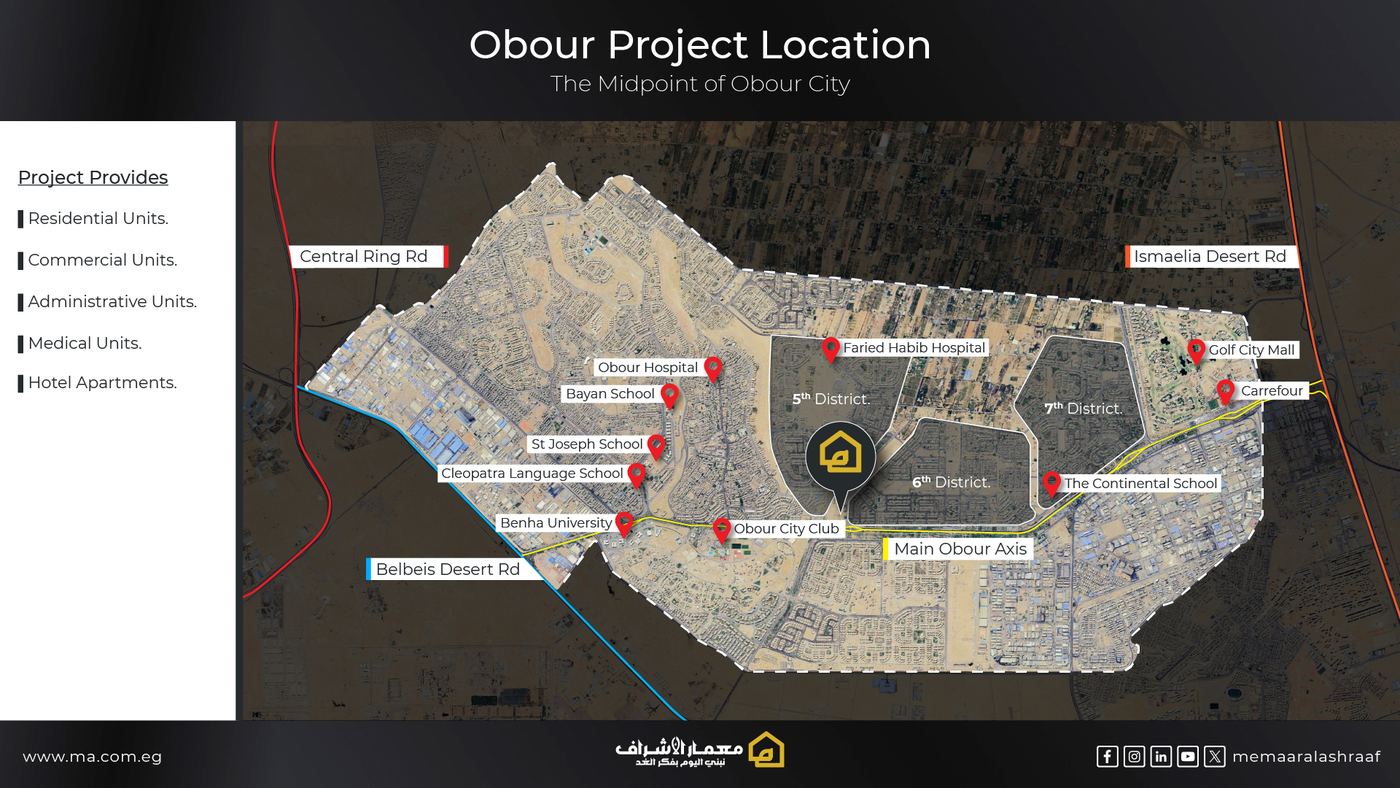 Obour Project Location
The Midpoint of Obour City
Project Provides
Residential Units.
Commercial Units.
Administrative Units.
Medical Units.
Hotel Apartments.
Central Ring Rd
Ismaelia Desert Rd
Faried Habib Hospital
Golf City Mall
Obour Hospital
Bayan School
Carrefour
5th District.
7th District.
St Joseph School
Cleopatra Language School
6th District.
The Continental School
Benha University
Obour City Club
Main Obour Axis
Belbeis Desert Rd
www.ma.com.eg
معمار الأشراف
نبني اليوم بفكر الغد
memaaralashraaf